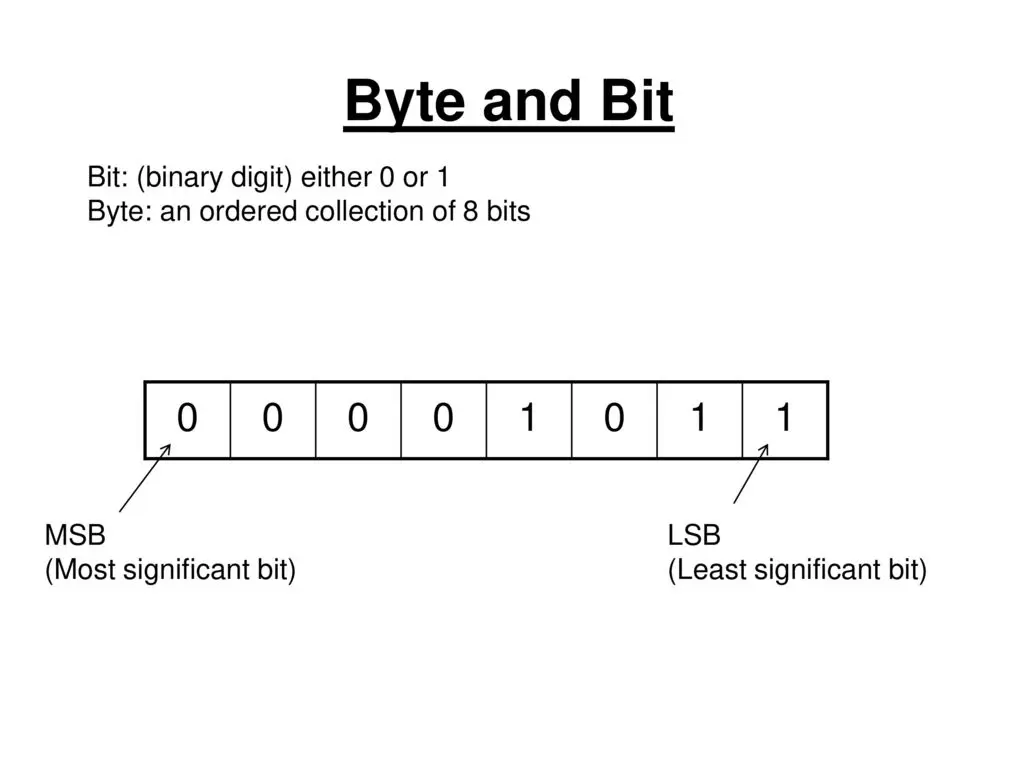 Byte and Bit
Bit: (binary digit) either 0 or 1
Byte: an ordered collection of 8 bits
0 0 0 0 1 0 1 1
MSB
(Most significant bit)
LSB
(Least significant bit)